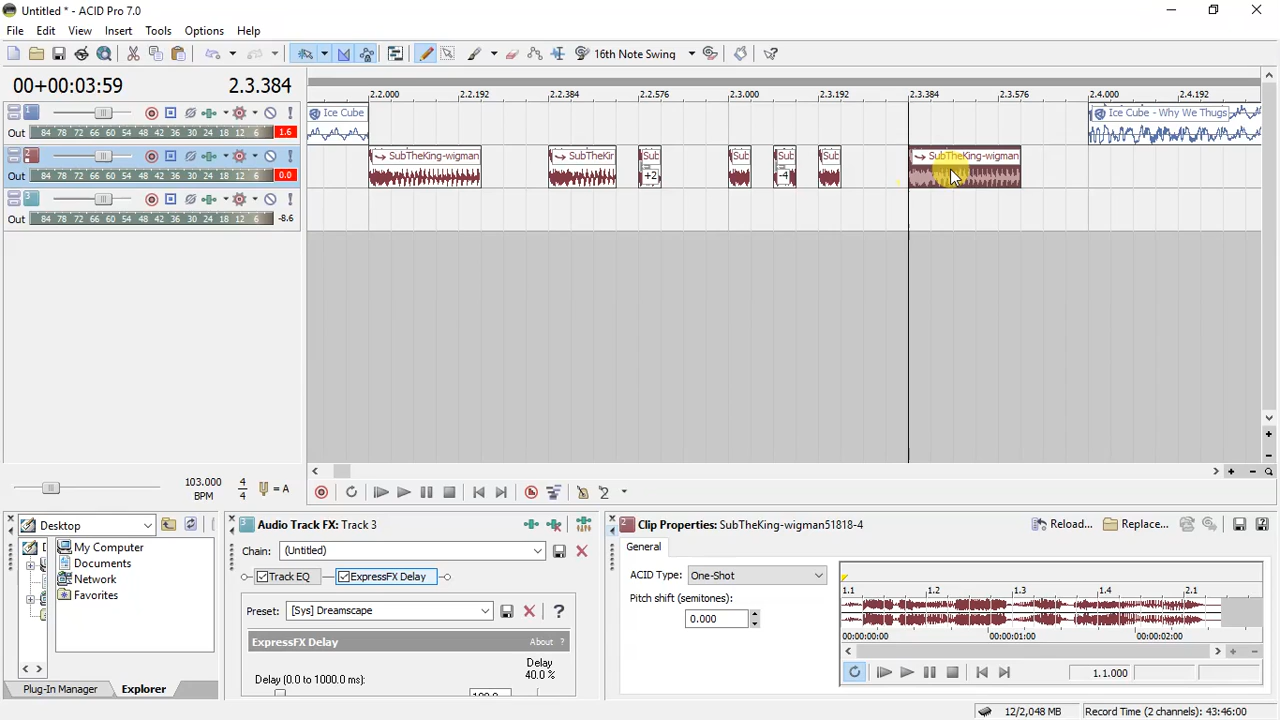 Untitled * - ACID Pro 7.0
File Edit View Insert Tools Options Help
16th Note Swing
00+00:03:59 2.3.384
2.2.000 2.2.192 2.2.384 2.2.576 2.3.000 2.3.192 2.3.384 2.3.576 2.4.000 2.4.192
1 Ice Cube Ice Cube - Why We Thugs
Out 84 78 72 66 60 54 48 42 36 30 24 18 12 6 1.6
2 SubTheKing-wigman SubTheKin Sub Sub Sub Sub SubTheKing-wigman
Out 84 78 72 66 60 54 48 42 36 30 24 18 12 6 0.0 +2 -4
3
Out 84 78 72 66 60 54 48 42 36 30 24 18 12 6 -8.6
103.000
BPM
4
4
= A
Desktop
My Computer
Documents
Network
Favorites
Plug-In Manager Explorer
3 Audio Track FX: Track 3
Chain: (Untitled)
Track EQ ExpressFX Delay
Preset: [Sys] Dreamscape ?
ExpressFX Delay About ?
Delay
40.0 %
Delay (0.0 to 1000.0 ms)
2 Clip Properties: SubTheKing-wigman51818-4 Reload... Replace...
General
ACID Type: One-Shot
Pitch shift (semitones):
0.000
1.1 1.2 1.3 1.4 2.1
00:00:00:00 00:00:01:00 00:00:02:00
1.1.000
12/2,048 MB Record Time (2 channels): 43:46:00